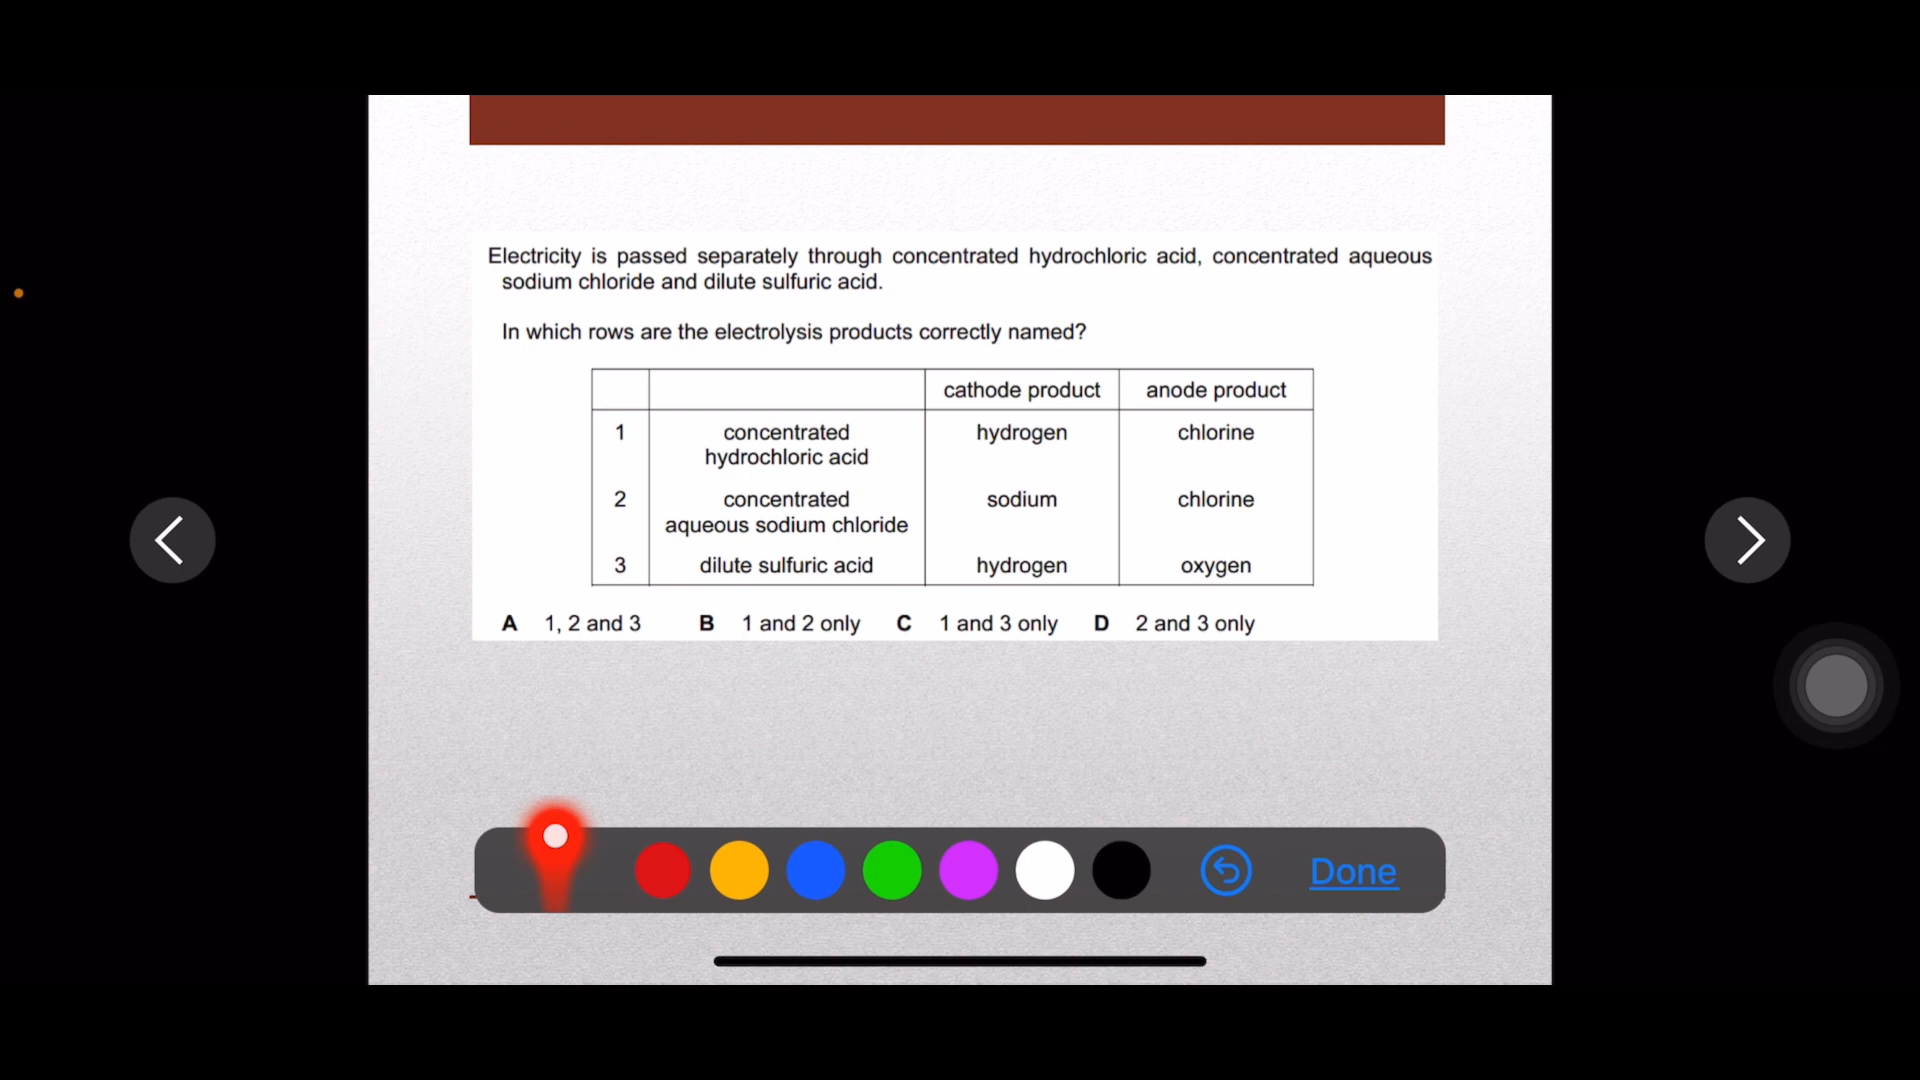 Electricity is passed separately through concentrated hydrochloric acid, concentrated aqueous
sodium chloride and dilute sulfuric acid.
In which rows are the electrolysis products correctly named?
cathode product anode product
1 concentrated hydrogen chlorine
hydrochloric acid
2 concentrated sodium chlorine
aqueous sodium chloride
3 dilute sulfuric acid hydrogen oxygen
A 1, 2 and 3 B 1 and 2 only C 1 and 3 only D 2 and 3 only
Done